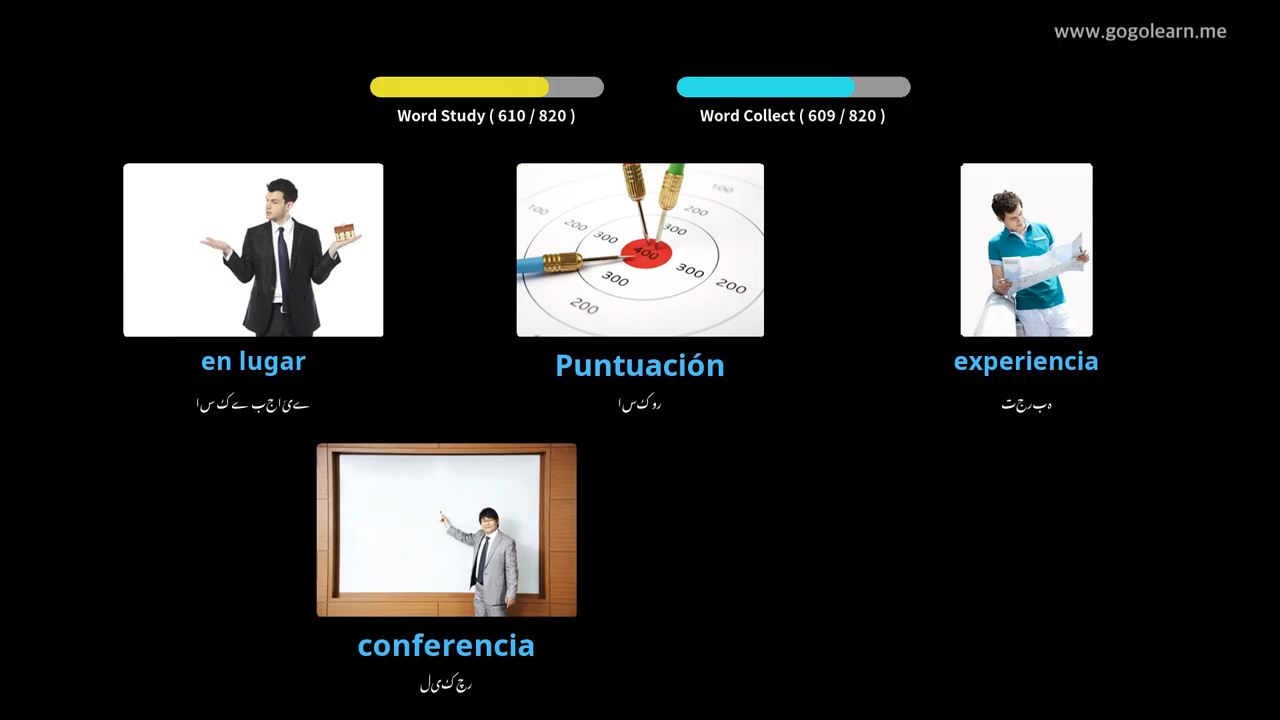 www.gogolearn.me
Word Study ( 610 / 820 )
Word Collect ( 609 / 820 )
en lugar
اس کے بجائے
Puntuación
اسکور
experiencia
تجربہ
conferencia
لیکچر